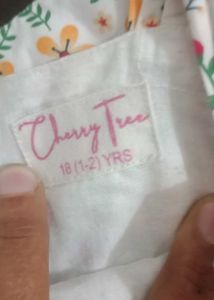 Cherry Tree
18 (1-2) YRS